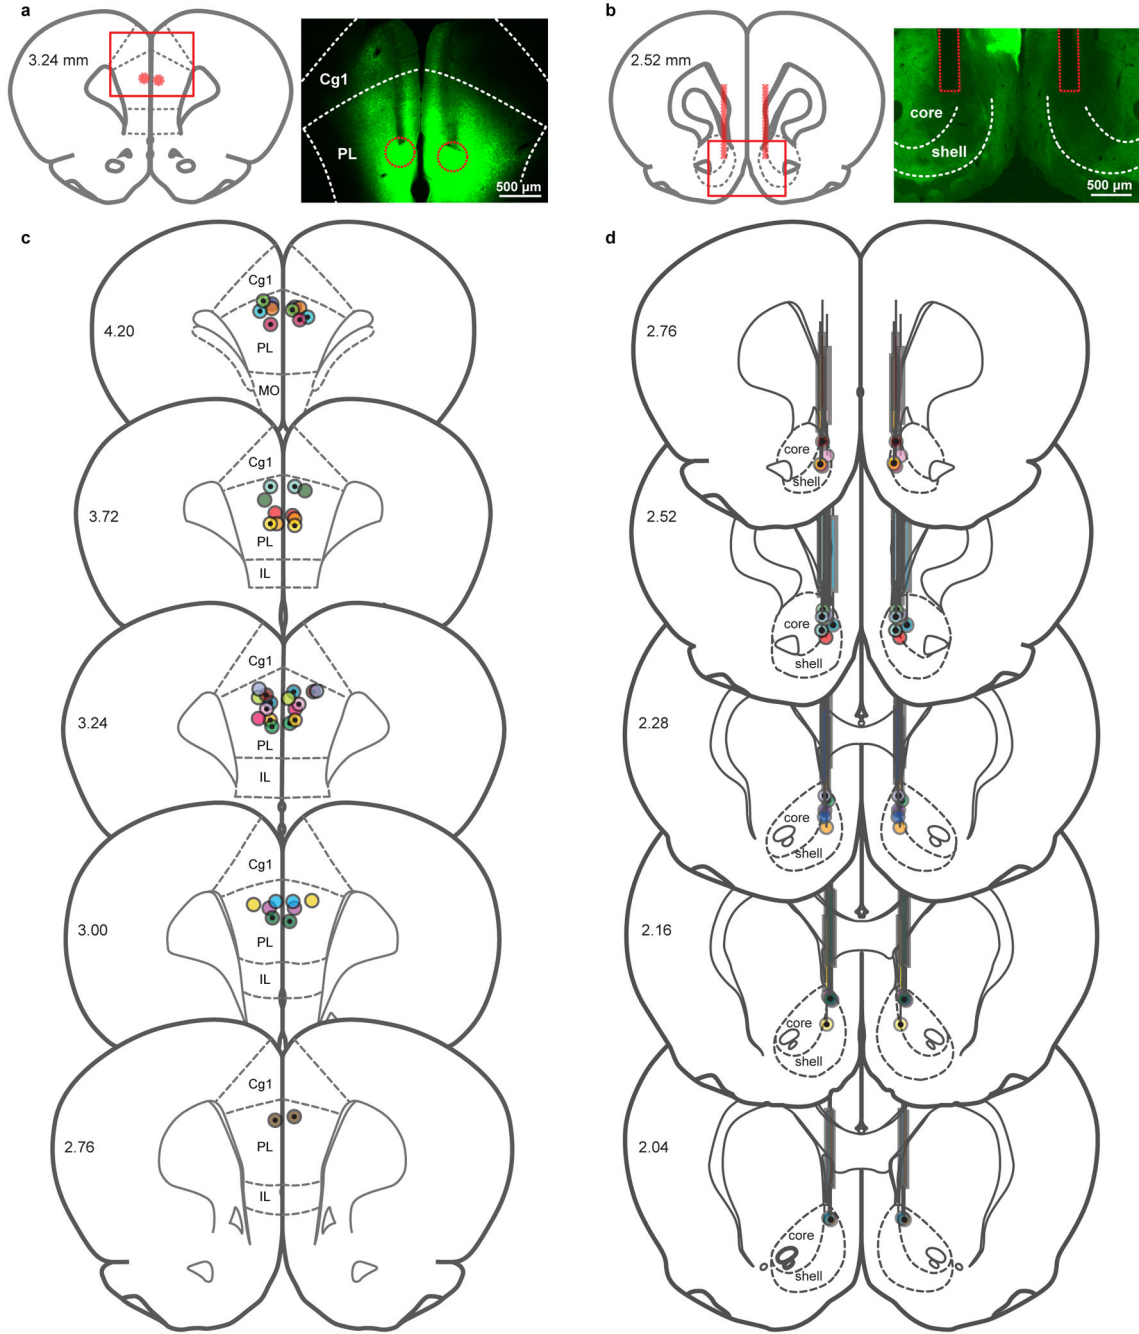 a
3.24 mm
Cg1
PL
500 µm
b
2.52 mm
core
shell
500 µm
c
Cg1
4.20
PL
MO
Cg1
3.72
PL
IL
Cg1
3.24
PL
IL
Cg1
3.00
PL
IL
Cg1
2.76
PL
IL
d
2.76
core
shell
2.52
core
shell
2.28
core
shell
2.16
core
shell
2.04
core
shell